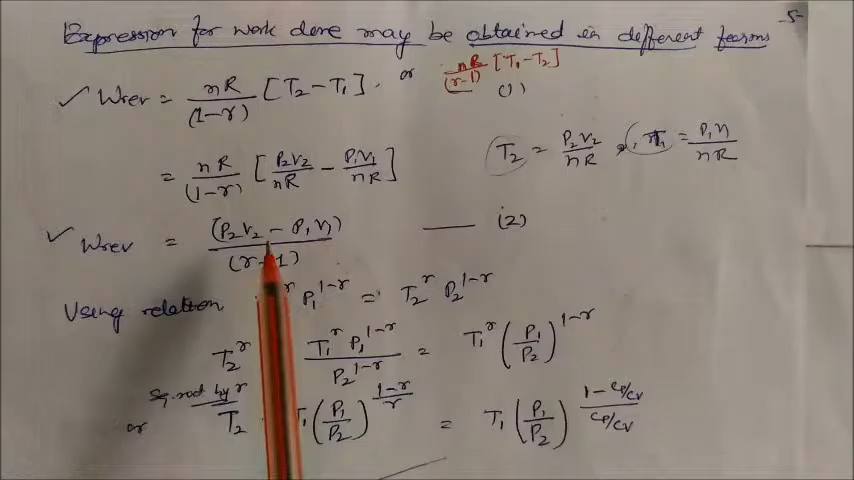 Expression for work done may be obtained in different forms -5-
✓ Wrev = nR/(1-r) [T2 - T1] . or nR/(r-1) [T1 - T2] (1)
= nR/(1-r) [P2V2/nR - P1V1/nR] T2 = P2V2/nR , T1 = P1V1/nR
✓ Wrev = (P2V2 - P1V1)/(r-1) —— (2)
Using relation P1^1-r = T2^r P2^1-r
T2^r T1^r P1^1-r / P2^1-r = T1^r (P1/P2)^1-r
by r
or T2 T1 (P1/P2)^(1-r)/r = T1 (P1/P2)^(1-Cp/Cv)/(Cp/Cv)